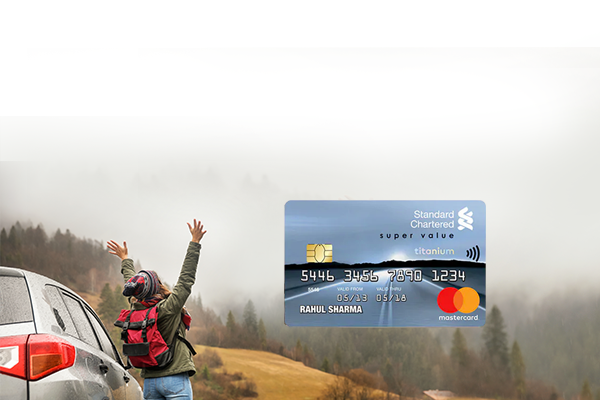 Standard
Chartered
super value
titanium
5446 3456 7890 1234
5546 VALID FROM VALID THRU
05/13 05/18
RAHUL SHARMA
mastercard